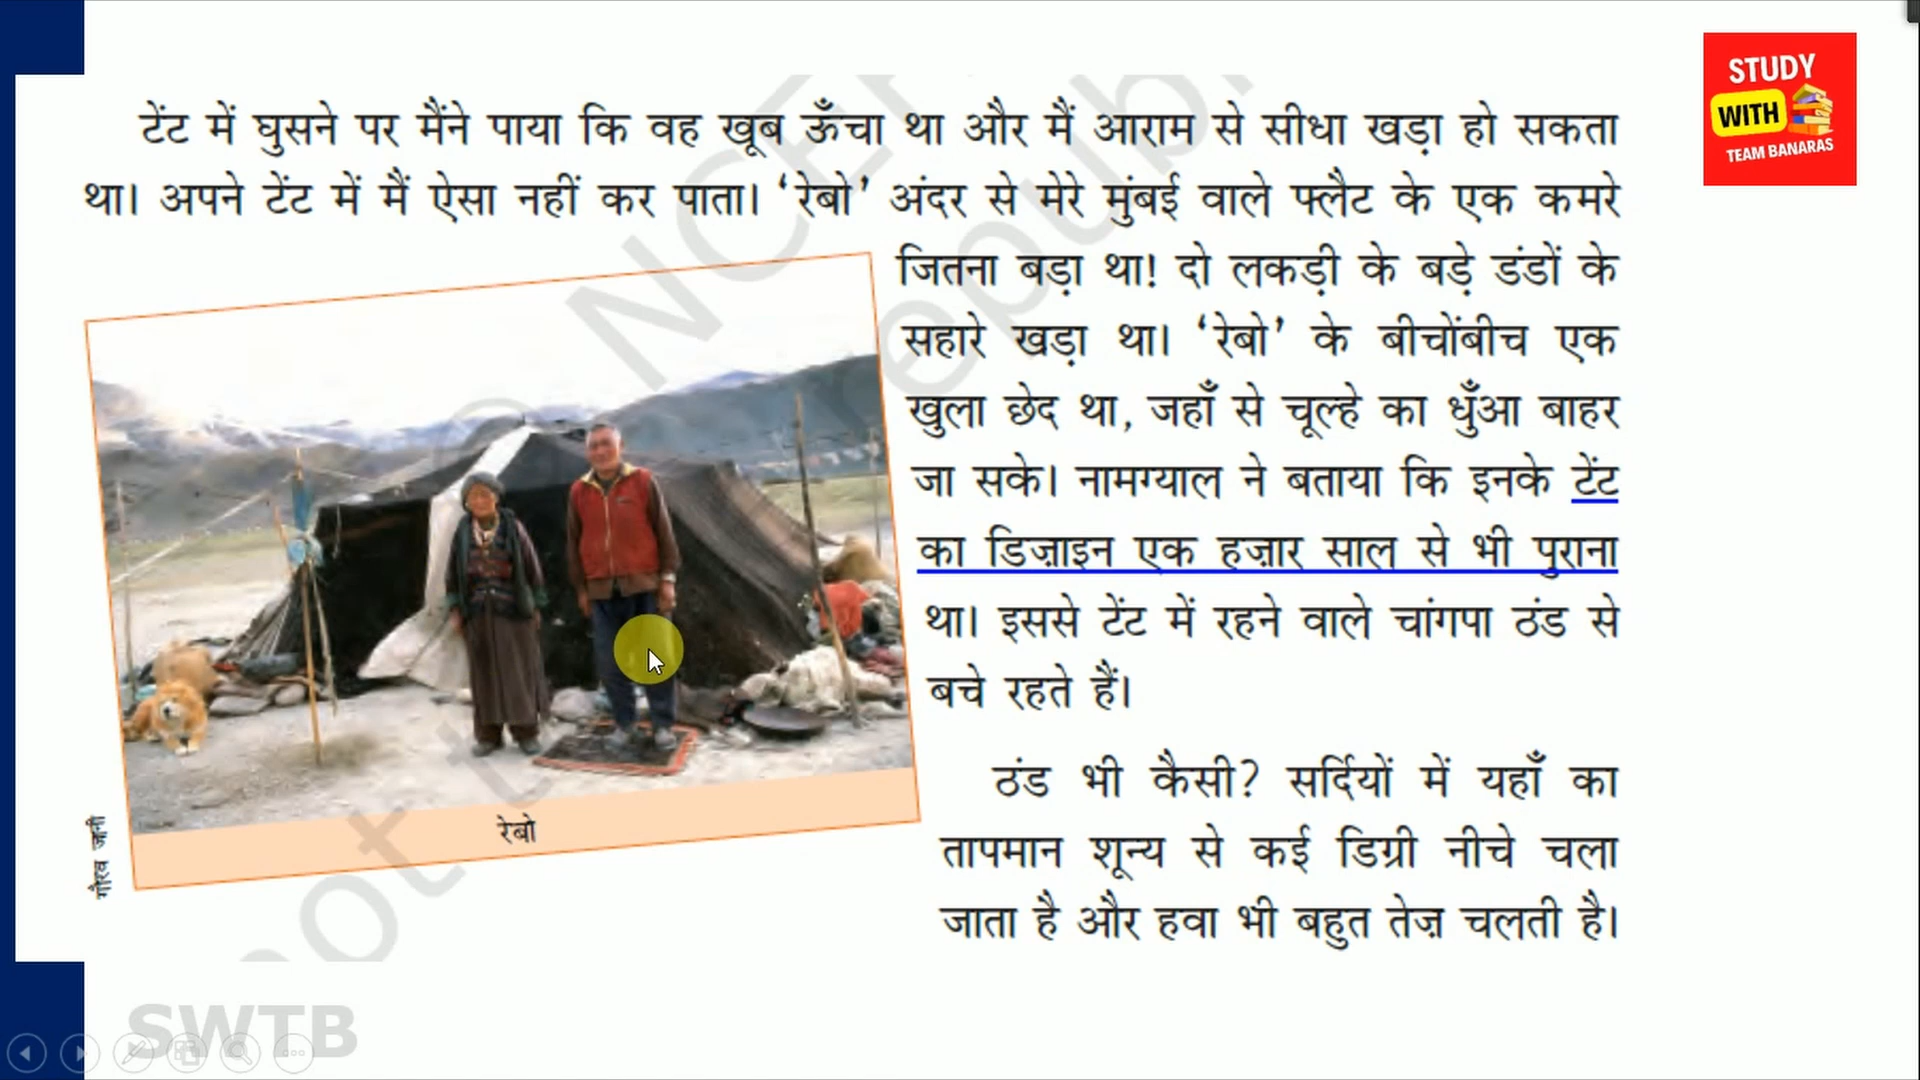 STUDY
WITH
TEAM BANARAS
टेंट में घुसने पर मैंने पाया कि वह खूब ऊँचा था और मैं आराम से सीधा खड़ा हो सकता
था। अपने टेंट में मैं ऐसा नहीं कर पाता। ‘रेबो’ अंदर से मेरे मुंबई वाले फ्लैट के एक कमरे
जितना बड़ा था! दो लकड़ी के बड़े डंडों के
सहारे खड़ा था। ‘रेबो’ के बीचोंबीच एक
खुला छेद था, जहाँ से चूल्हे का धुँआ बाहर
जा सके। नामग्याल ने बताया कि इनके टेंट
का डिज़ाइन एक हज़ार साल से भी पुराना
था। इससे टेंट में रहने वाले चांगपा ठंड से
बचे रहते हैं।
ठंड भी कैसी? सर्दियों में यहाँ का
तापमान शून्य से कई डिग्री नीचे चला
जाता है और हवा भी बहुत तेज़ चलती है।
रेबो
गौरव जानी
SWTB